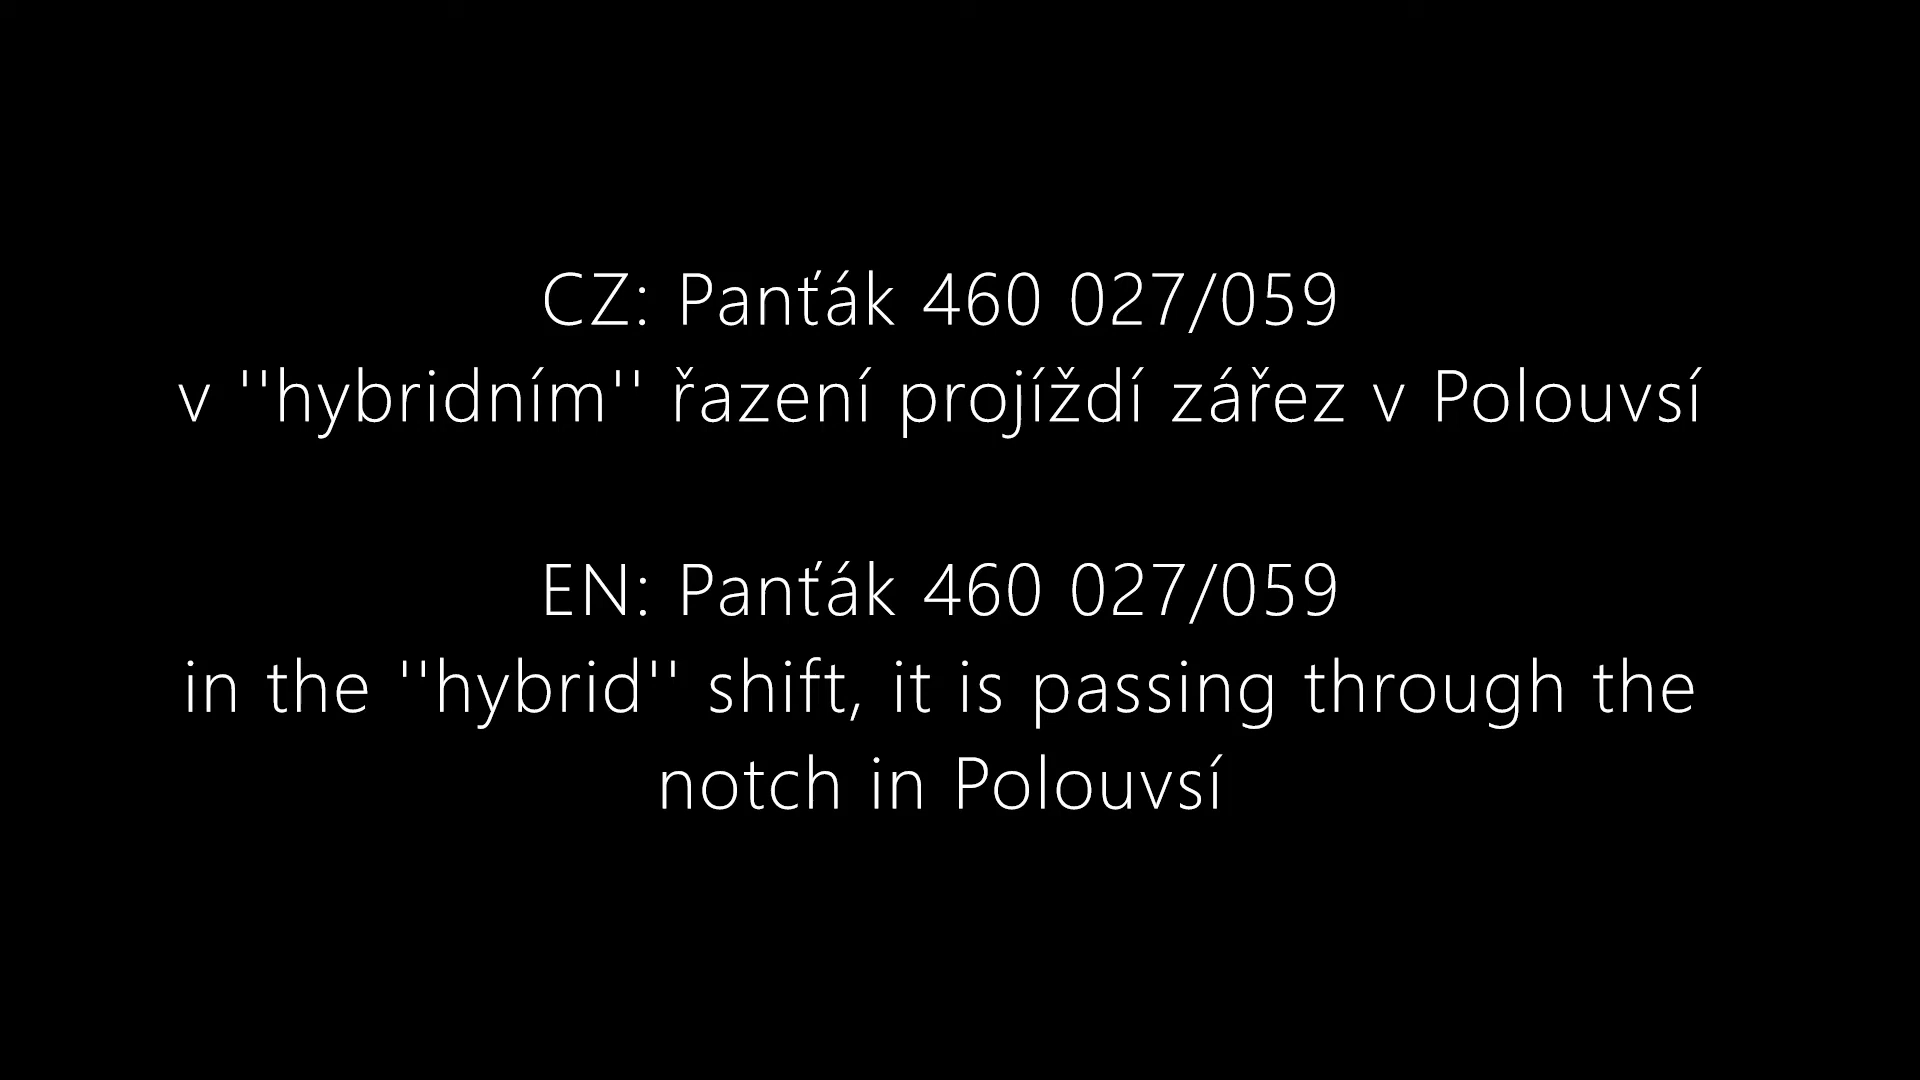 CZ: Panťák 460 027/059
v ''hybridním'' řazení projíždí zářez v Polouvsí
EN: Panťák 460 027/059
in the ''hybrid'' shift, it is passing through the
notch in Polouvsí